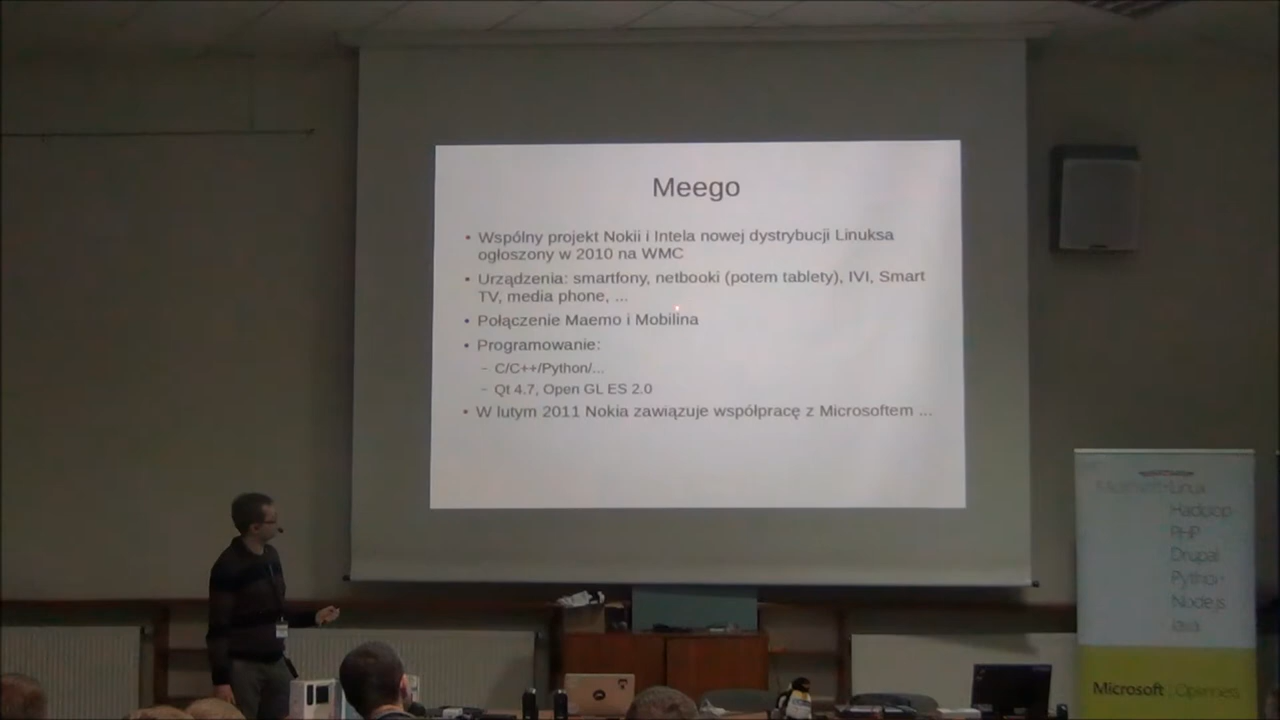 Meego
• Wspólny projekt Nokii i Intela nowej dystrybucji Linuksa
ogłoszony w 2010 na WMC
• Urządzenia: smartfony, netbooki (potem tablety), IVI, Smart
TV, media phone, ...
• Połączenie Maemo i Mobilina
• Programowanie:
– C/C++/Python/...
– Qt 4.7, Open GL ES 2.0
• W lutym 2011 Nokia zawiązuje współpracę z Microsoftem ...
Linux
Hadoop
PHP
Drupal
Python
Node.js
Java
Microsoft